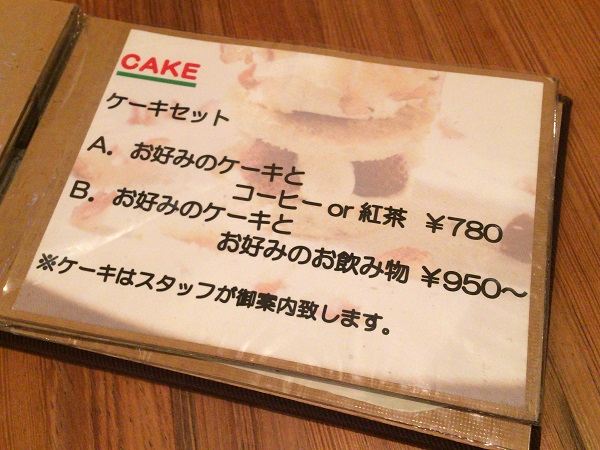 CAKE
ケーキセット
A. お好みのケーキと
コーヒー or 紅茶 ￥780
B. お好みのケーキと
お好みのお飲み物 ￥950～
※ケーキはスタッフが御案内致します。